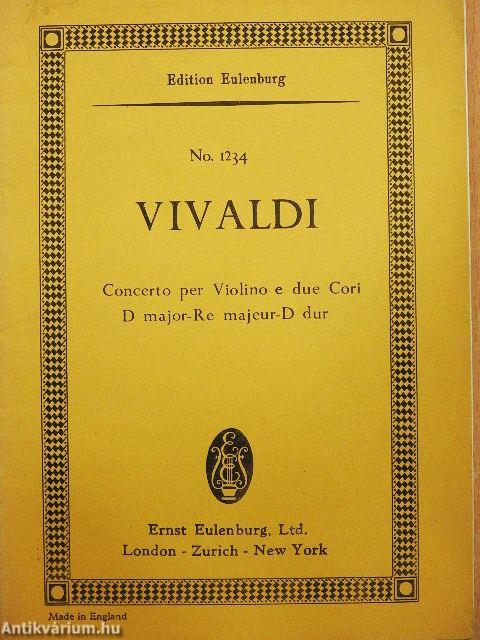 Edition Eulenburg
No. 1234
VIVALDI
Concerto per Violino e due Cori
D major-Re majeur-D dur
Ernst Eulenburg, Ltd.
London - Zurich - New York
Made in England
Antikvárium.hu